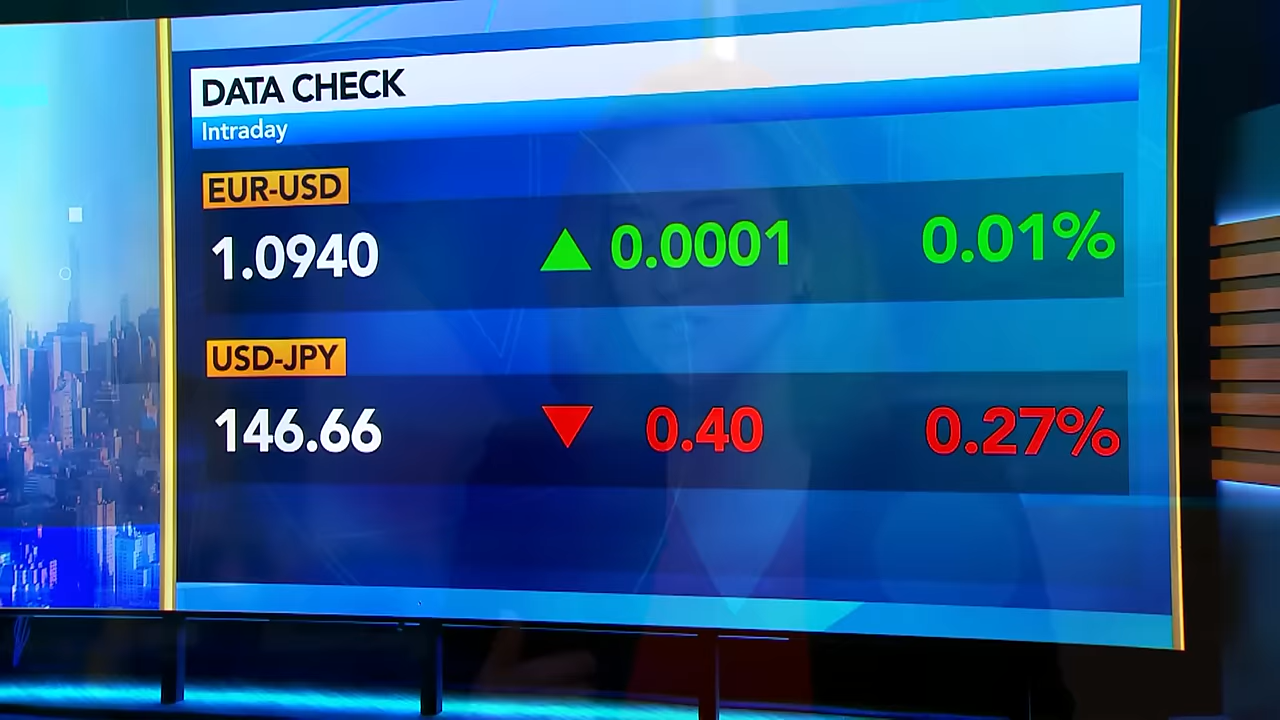 DATA CHECK
Intraday
EUR-USD
1.0940 ▲ 0.0001 0.01%
USD-JPY
146.66 ▼ 0.40 0.27%